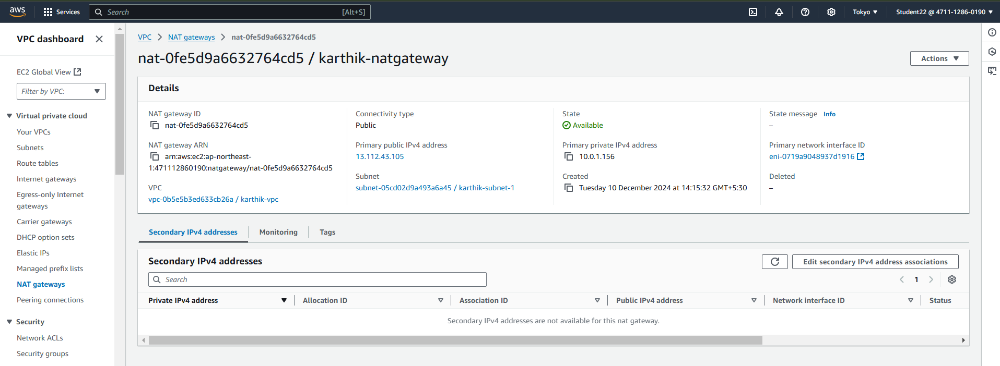 aws
Services
Search
[Alt+S]
Tokyo
Student22 @ 4711-1286-0190
VPC dashboard
EC2 Global View
Filter by VPC:
Virtual private cloud
Your VPCs
Subnets
Route tables
Internet gateways
Egress-only Internet
gateways
Carrier gateways
DHCP option sets
Elastic IPs
Managed prefix lists
NAT gateways
Peering connections
Security
Network ACLs
Security groups
VPC
NAT gateways
nat-0fe5d9a6632764cd5
nat-0fe5d9a6632764cd5 / karthik-natgateway
Actions
Details
NAT gateway ID
nat-0fe5d9a6632764cd5
NAT gateway ARN
arn:aws:ec2:ap-northeast-
1:471112860190:natgateway/nat-0fe5d9a6632764cd5
VPC
vpc-0b5e5b3ed633cb26a / karthik-vpc
Connectivity type
Public
Primary public IPv4 address
13.112.43.105
Subnet
subnet-05cd02d9a493a6a45 / karthik-subnet-1
State
Available
Primary private IPv4 address
10.0.1.156
Created
Tuesday 10 December 2024 at 14:15:32 GMT+5:30
State message Info
–
Primary network interface ID
eni-0719a9048937d1916
Deleted
–
Secondary IPv4 addresses
Monitoring
Tags
Secondary IPv4 addresses
Edit secondary IPv4 address associations
Search
1
Private IPv4 address
Allocation ID
Association ID
Public IPv4 address
Network interface ID
Status
Secondary IPv4 addresses are not available for this nat gateway.